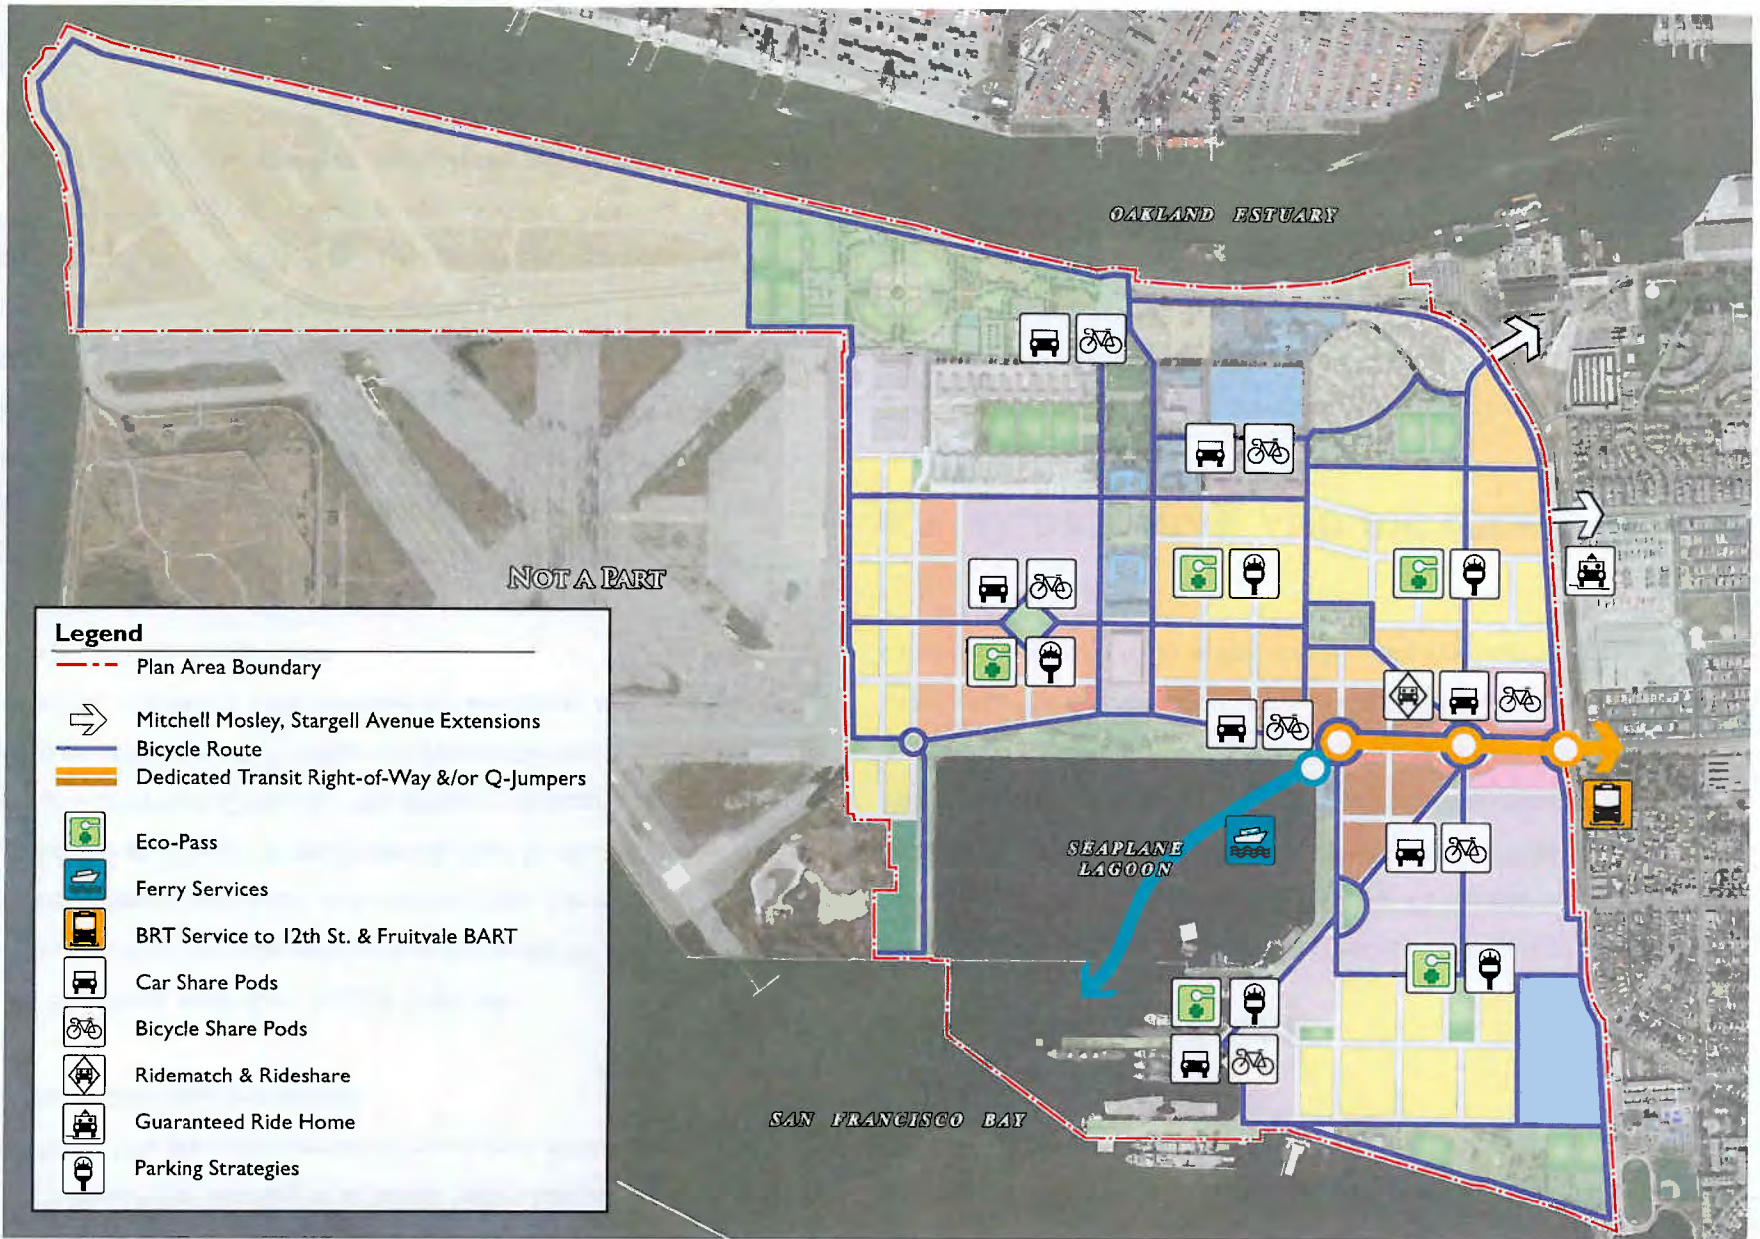 OAKLAND ESTUARY
NOT A PART
Legend
Plan Area Boundary
Mitchell Mosley, Stargell Avenue Extensions
Bicycle Route
Dedicated Transit Right-of-Way &/or Q-Jumpers
Eco-Pass
Ferry Services
BRT Service to 12th St. & Fruitvale BART
Car Share Pods
Bicycle Share Pods
Ridematch & Rideshare
Guaranteed Ride Home
Parking Strategies
SEAPLANE
LAGOON
SAN FRANCISCO BAY